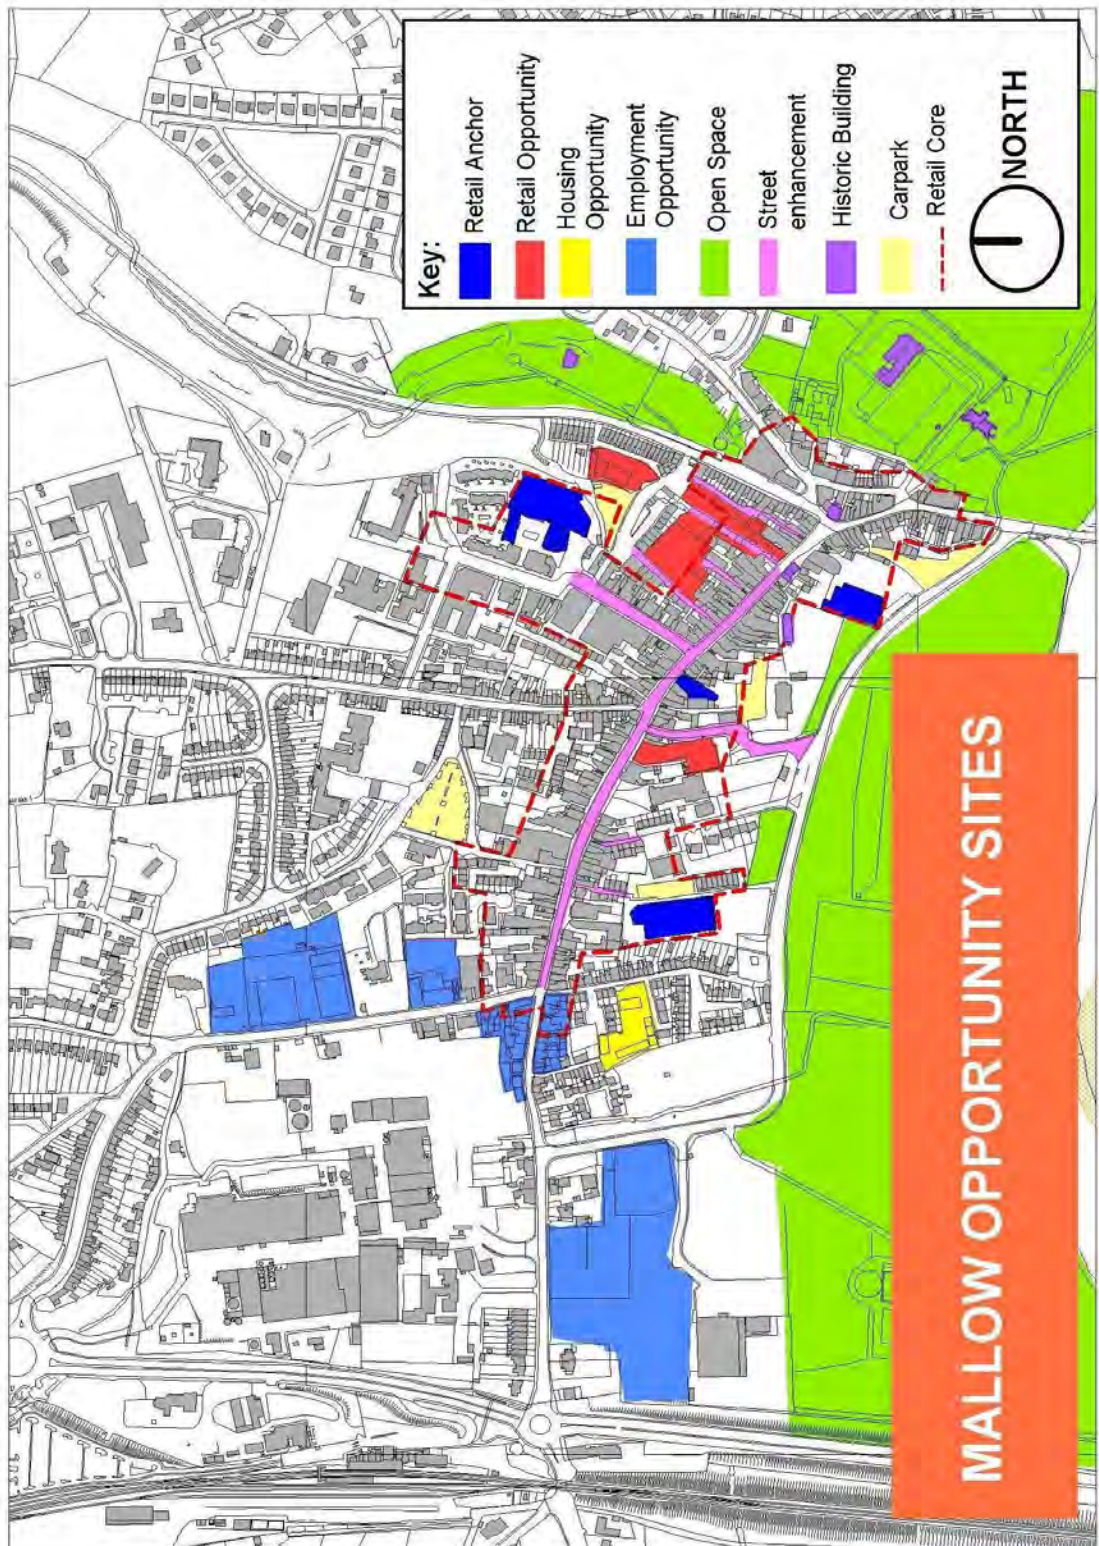 Key:
Retail Anchor
Retail Opportunity
Housing
Opportunity
Employment
Opportunity
Open Space
Street
enhancement
Historic Building
Carpark
Retail Core
NORTH
MALLOW OPPORTUNITY SITES